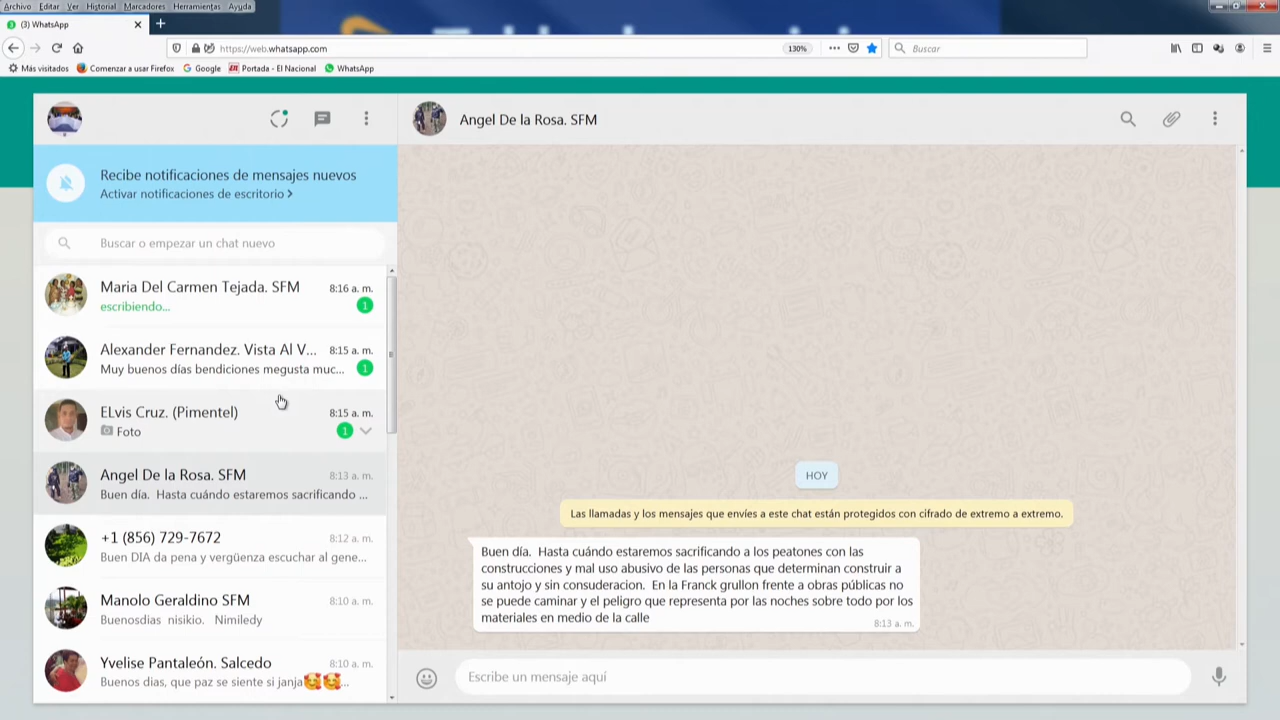 Archivo Editar Ver Historial Marcadores Herramientas Ayuda
(3) WhatsApp
https://web.whatsapp.com
130%
Buscar
Más visitados Comenzar a usar Firefox Google Portada - El Nacional WhatsApp
Angel De la Rosa. SFM
Recibe notificaciones de mensajes nuevos
Activar notificaciones de escritorio >
Buscar o empezar un chat nuevo
Maria Del Carmen Tejada. SFM 8:16 a. m.
escribiendo... 1
Alexander Fernandez. Vista Al V... 8:15 a. m.
Muy buenos días bendiciones megusta muc... 1
ELvis Cruz. (Pimentel) 8:15 a. m.
Foto 1
Angel De la Rosa. SFM 8:13 a. m.
Buen día. Hasta cuándo estaremos sacrificando ...
+1 (856) 729-7672 8:12 a. m.
Buen DIA da pena y vergüenza escuchar al gene...
Manolo Geraldino SFM 8:10 a. m.
Buenosdias nisikio. Nimiledy
Yvelise Pantaleón. Salcedo 8:10 a. m.
Buenos dias, que paz se siente si janja🥰🥰...
HOY
Las llamadas y los mensajes que envíes a este chat están protegidos con cifrado de extremo a extremo.
Buen día. Hasta cuándo estaremos sacrificando a los peatones con las
construcciones y mal uso abusivo de las personas que determinan construir a
su antojo y sin consuderacion. En la Franck grullon frente a obras públicas no
se puede caminar y el peligro que representa por las noches sobre todo por los
materiales en medio de la calle
8:13 a. m.
Escribe un mensaje aquí